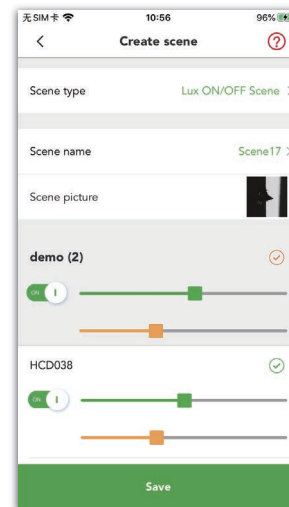 无SIM卡 10:56 96%
Create scene ?
Scene type Lux ON/OFF Scene
Scene name Scene17
Scene picture
demo (2)
ON
HCD038
ON
Save